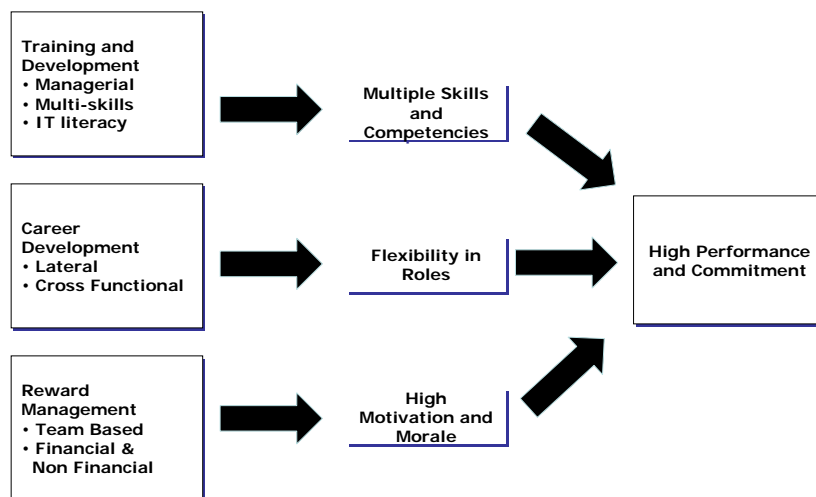 Training and
Development
• Managerial
• Multi-skills
• IT literacy
Multiple Skills
and
Competencies
Career
Development
• Lateral
• Cross Functional
Flexibility in
Roles
High Performance
and Commitment
Reward
Management
• Team Based
• Financial &
Non Financial
High
Motivation and
Morale